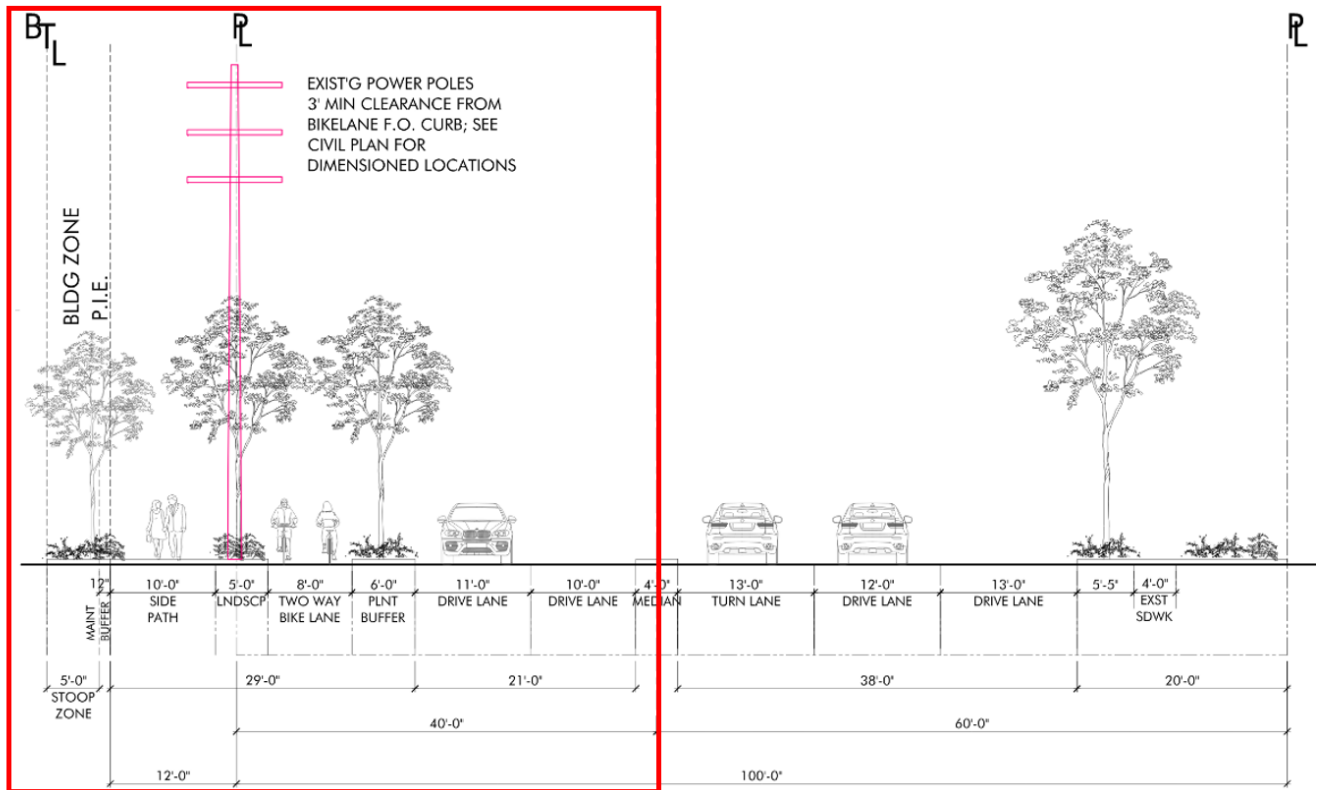 BTL
PL
PL
EXIST'G POWER POLES
3' MIN CLEARANCE FROM
BIKELANE F.O. CURB; SEE
CIVIL PLAN FOR
DIMENSIONED LOCATIONS
BLDG ZONE
P.I.E.
12"
10'-0"
5'-0"
8'-0"
6'-0"
11'-0"
10'-0"
4'-0"
13'-0"
12'-0"
13'-0"
5'-5"
4'-0"
MAINT
BUFFER
SIDE
PATH
LNDSCP
TWO WAY
BIKE LANE
PLNT
BUFFER
DRIVE LANE
DRIVE LANE
MEDIAN
TURN LANE
DRIVE LANE
DRIVE LANE
EXST
SDWK
5'-0"
29'-0"
21'-0"
38'-0"
20'-0"
STOOP
ZONE
40'-0"
60'-0"
12'-0"
100'-0"